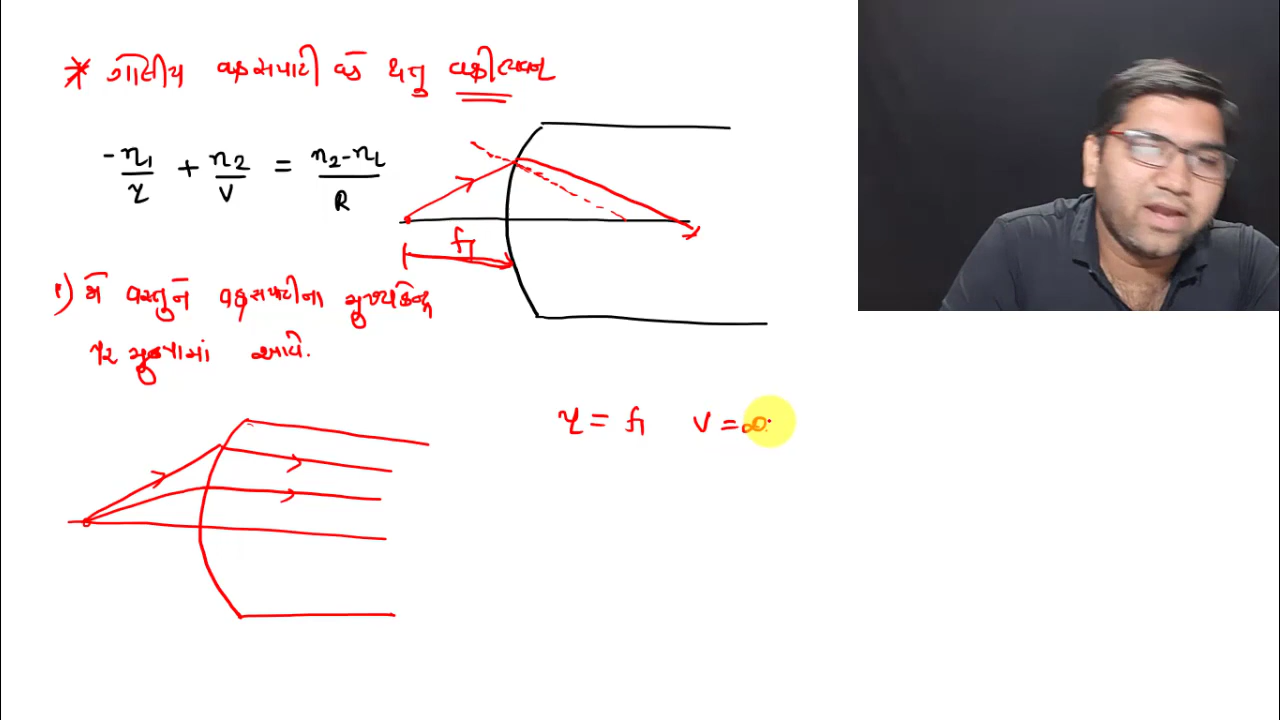 * ગોલીય વક્રસપાટી વડે થતુ વક્રીભવન
-n1/u + n2/v = n2-n1/R
f1
૧) જો વસ્તુને વક્રસપાટીના મુખ્યકેન્દ્ર
પર મુકવામાં આવે.
u = f1 v = ∞